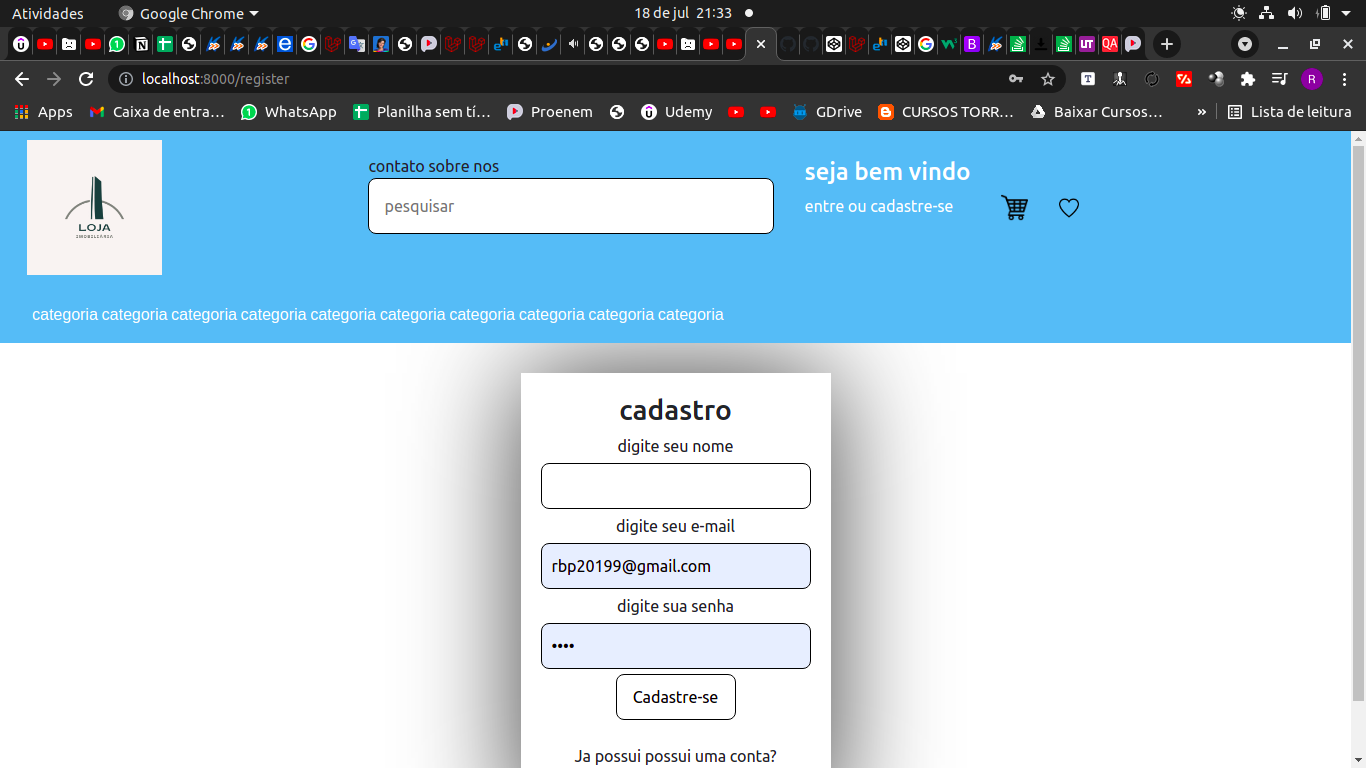 Atividades
Google Chrome
18 de jul 21:33
localhost:8000/register
R
Apps
Caixa de entra...
WhatsApp
Planilha sem tí...
Proenem
Udemy
GDrive
CURSOS TORR...
Baixar Cursos...
»
Lista de leitura
LOJA
IMOBILIÁRIA
contato sobre nos
pesquisar
seja bem vindo
entre ou cadastre-se
categoria categoria categoria categoria categoria categoria categoria categoria categoria categoria
cadastro
digite seu nome
digite seu e-mail
rbp20199@gmail.com
digite sua senha
••••
Cadastre-se
Ja possui possui uma conta?